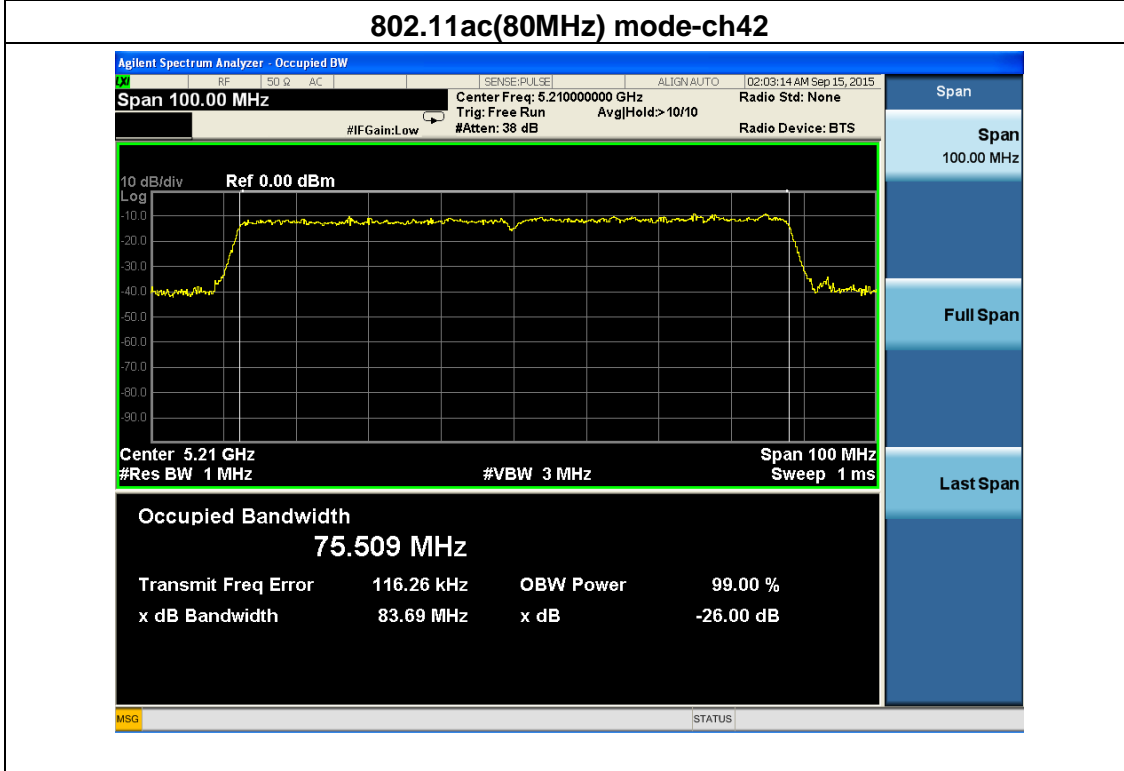 802.11ac(80MHz) mode-ch42
Agilent Spectrum Analyzer - Occupied BW
LXI RF 50 Ω AC SENSE:PULSE ALIGN AUTO 02:03:14 AM Sep 15, 2015
Span 100.00 MHz
Center Freq: 5.210000000 GHz
Radio Std: None
Trig: Free Run Avg|Hold:> 10/10
#IFGain:Low #Atten: 38 dB Radio Device: BTS
Span
Span
100.00 MHz
Full Span
Last Span
10 dB/div Ref 0.00 dBm
Log
-10.0
-20.0
-30.0
-40.0
-50.0
-60.0
-70.0
-80.0
-90.0
Center 5.21 GHz Span 100 MHz
#Res BW 1 MHz #VBW 3 MHz Sweep 1 ms
Occupied Bandwidth
75.509 MHz
Transmit Freq Error 116.26 kHz OBW Power 99.00 %
x dB Bandwidth 83.69 MHz x dB -26.00 dB
MSG STATUS